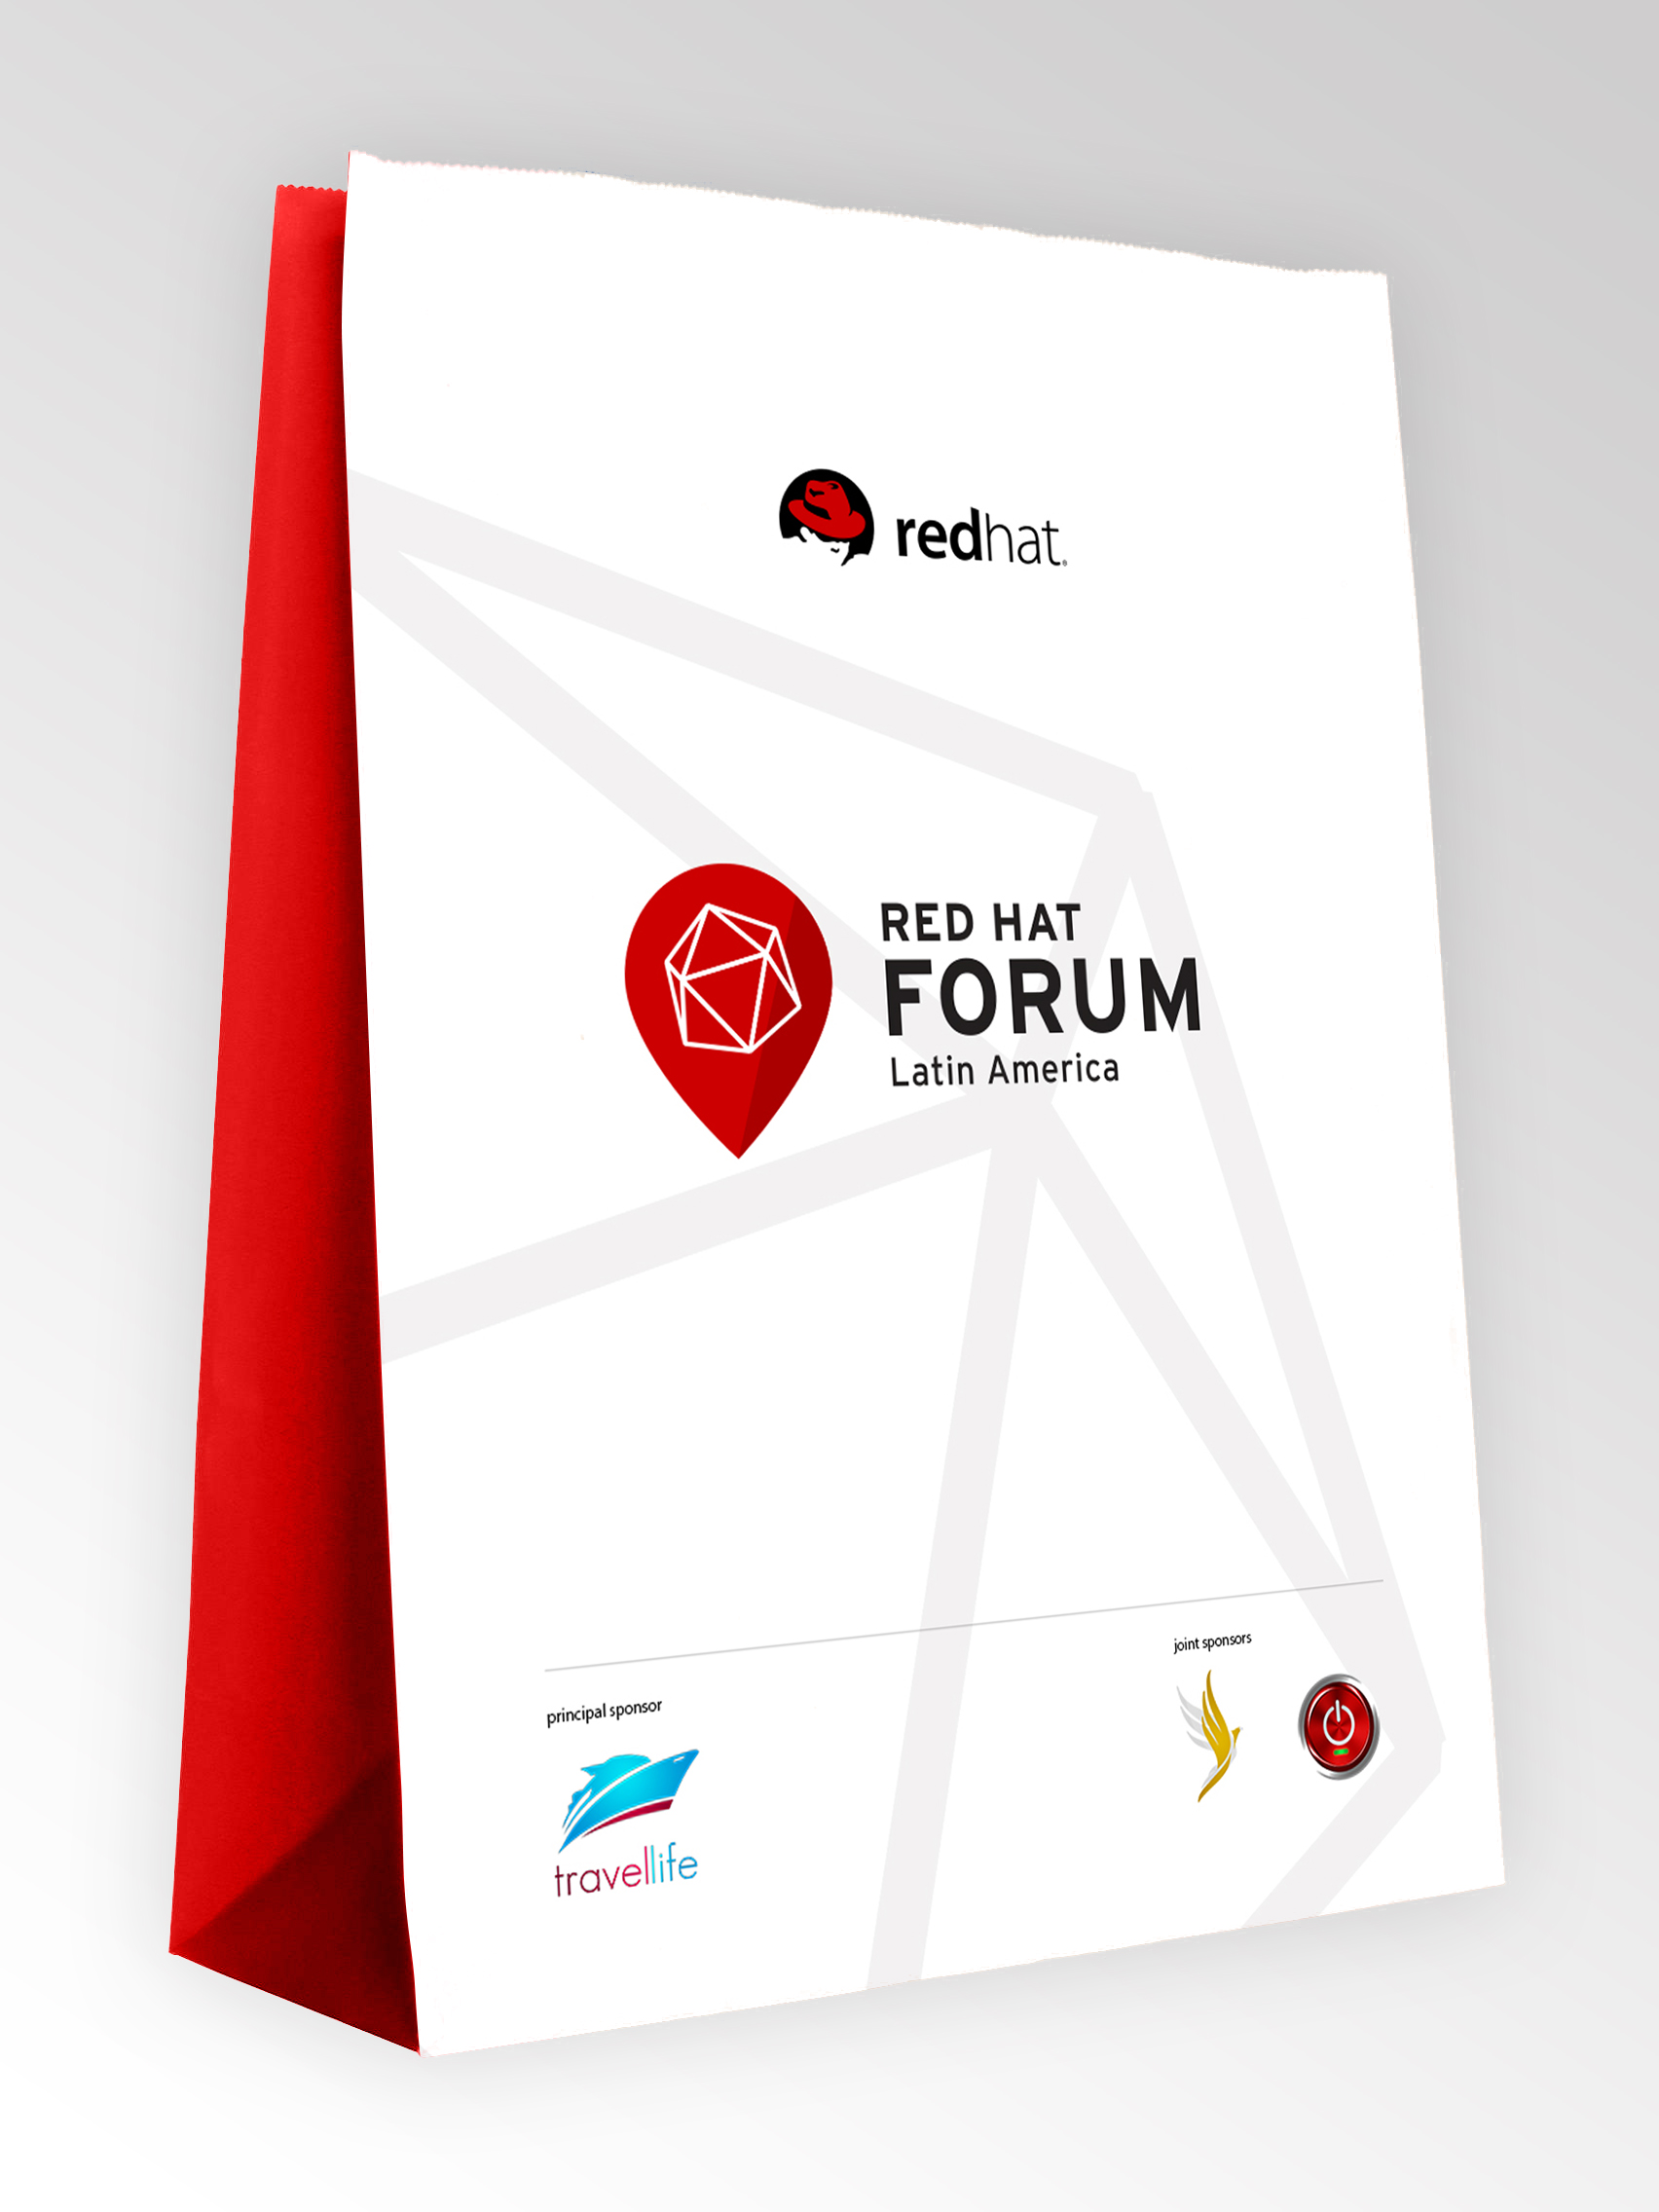 redhat®
RED HAT
FORUM
Latin America
joint sponsors
principal sponsor
travellife